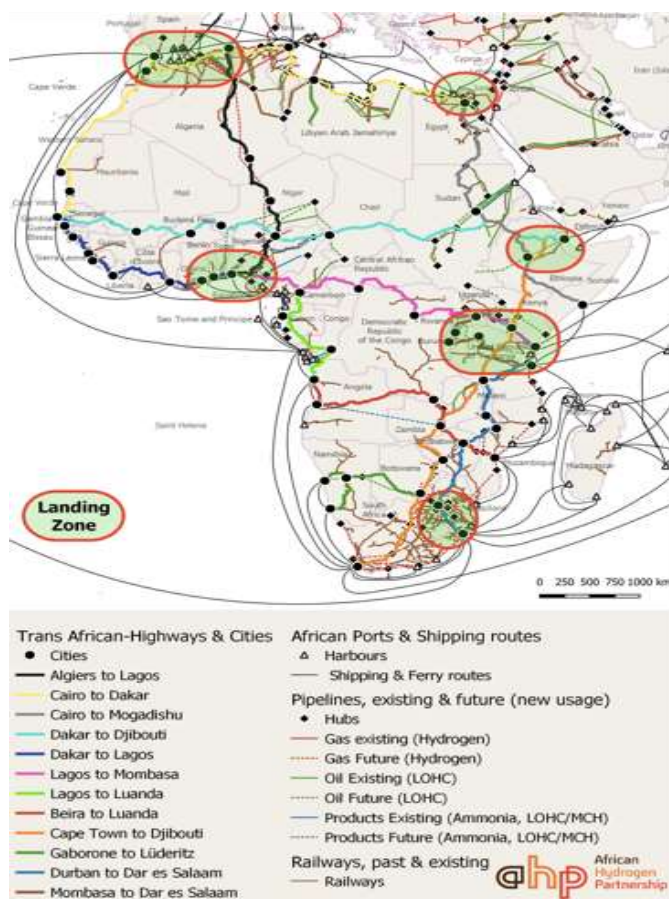 Portugal
Spain
Cyprus
Cape Verde
Algeria
Libyan Arab Jamahiriya
Egypt
Mauritania
Mali
Niger
Chad
Sudan
Yemen
Burkina Faso
Liberia
Central African
Republic
Ethiopia
Somalia
Cameroon
Sao Tome and Principe
Congo
Democratic
Republic
of the Congo
Uganda
Kenya
Angola
Saint Helena
Zambia
Namibia
Botswana
Mozambique
Madagascar
South
Africa
Landing
Zone
0 250 500 750 1000 km
Trans African-Highways & Cities
Cities
Algiers to Lagos
Cairo to Dakar
Cairo to Mogadishu
Dakar to Djibouti
Dakar to Lagos
Lagos to Mombasa
Lagos to Luanda
Beira to Luanda
Cape Town to Djibouti
Gaborone to Lüderitz
Durban to Dar es Salaam
Mombasa to Dar es Salaam
African Ports & Shipping routes
Harbours
Shipping & Ferry routes
Pipelines, existing & future (new usage)
Hubs
Gas existing (Hydrogen)
Gas Future (Hydrogen)
Oil Existing (LOHC)
Oil Future (LOHC)
Products Existing (Ammonia, LOHC/MCH)
Products Future (Ammonia, LOHC/MCH)
Railways, past & existing
Railways
ahp African
Hydrogen
Partnership